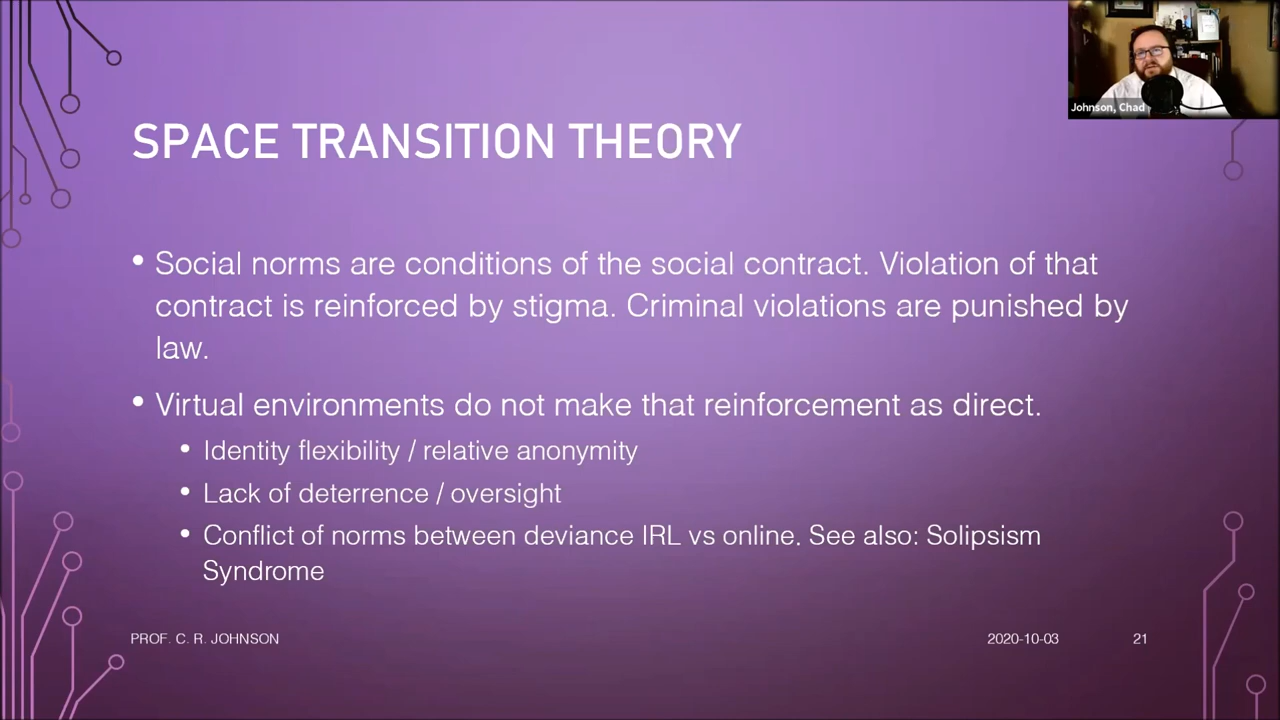 Johnson, Chad
SPACE TRANSITION THEORY
• Social norms are conditions of the social contract. Violation of that
contract is reinforced by stigma. Criminal violations are punished by
law.
• Virtual environments do not make that reinforcement as direct.
• Identity flexibility / relative anonymity
• Lack of deterrence / oversight
• Conflict of norms between deviance IRL vs online. See also: Solipsism
Syndrome
PROF. C. R. JOHNSON
2020-10-03
21